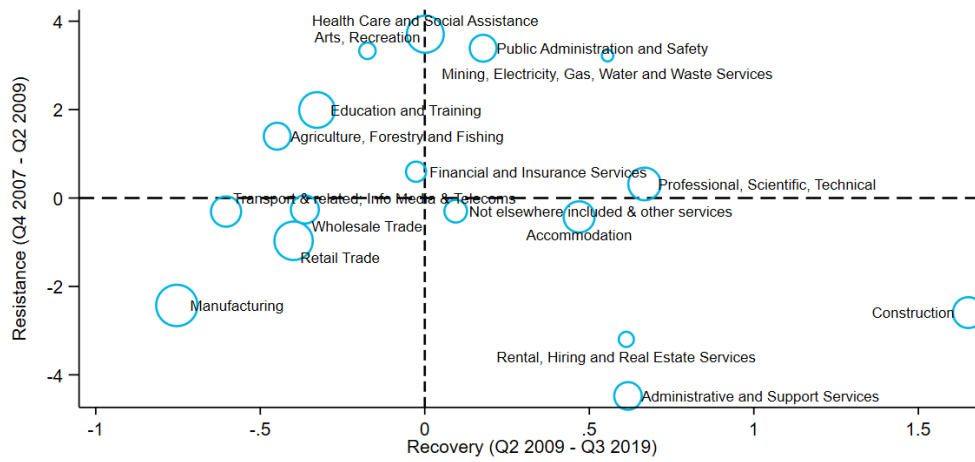 Health Care and Social Assistance
Arts, Recreation
Public Administration and Safety
Mining, Electricity, Gas, Water and Waste Services
Education and Training
Agriculture, Forestry and Fishing
Financial and Insurance Services
Professional, Scientific, Technical
Transport & related, Info Media & Telecoms
Not elsewhere included & other services
Wholesale Trade
Accommodation
Retail Trade
Manufacturing
Construction
Rental, Hiring and Real Estate Services
Administrative and Support Services
Resistance (Q4 2007 - Q2 2009)
4
2
0
-2
-4
-1
-.5
0
.5
1
1.5
Recovery (Q2 2009 - Q3 2019)